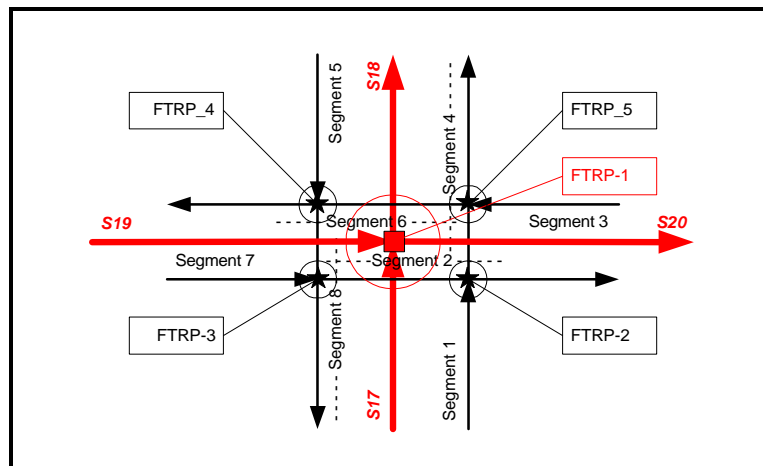 S18
Segment 5
FTRP_4
FTRP_5
Segment 4
FTRP-1
S19
Segment 6
Segment 3
S20
Segment 7
Segment 2
Segment 8
FTRP-3
FTRP-2
Segment 1
S17